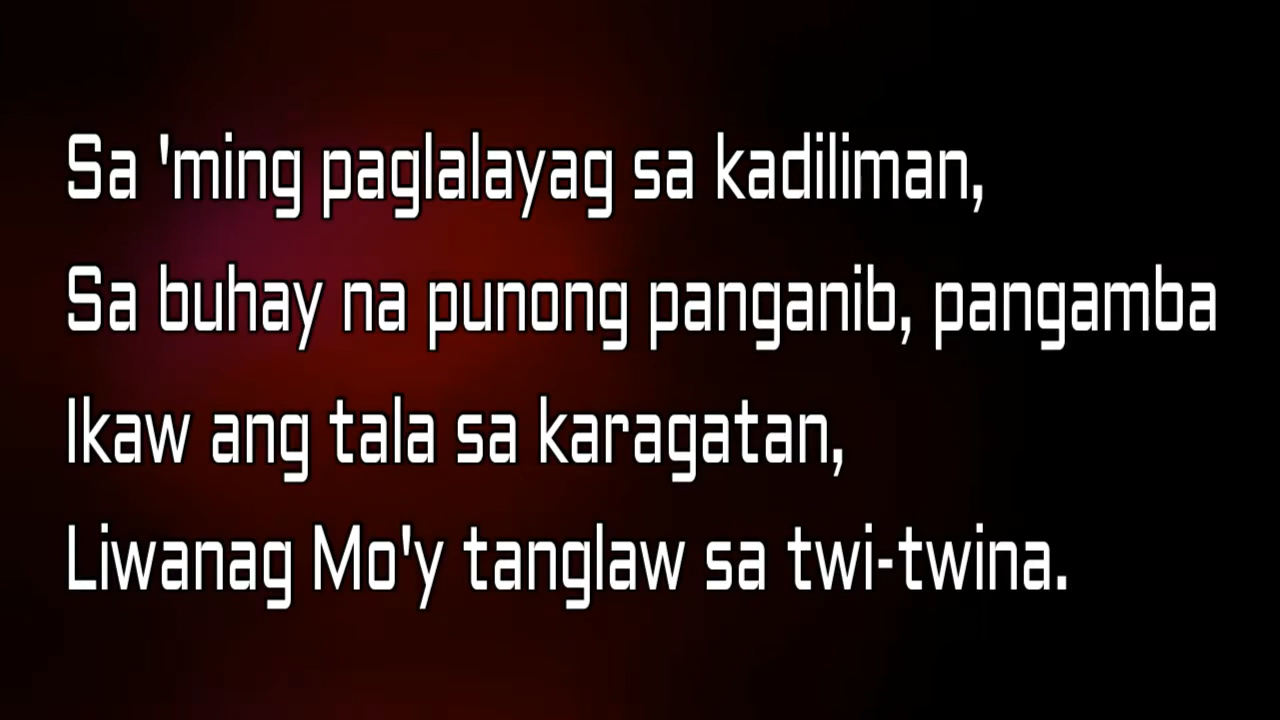 Sa 'ming paglalayag sa kadiliman,
Sa buhay na punong panganib, pangamba
Ikaw ang tala sa karagatan,
Liwanag Mo'y tanglaw sa twi-twina.